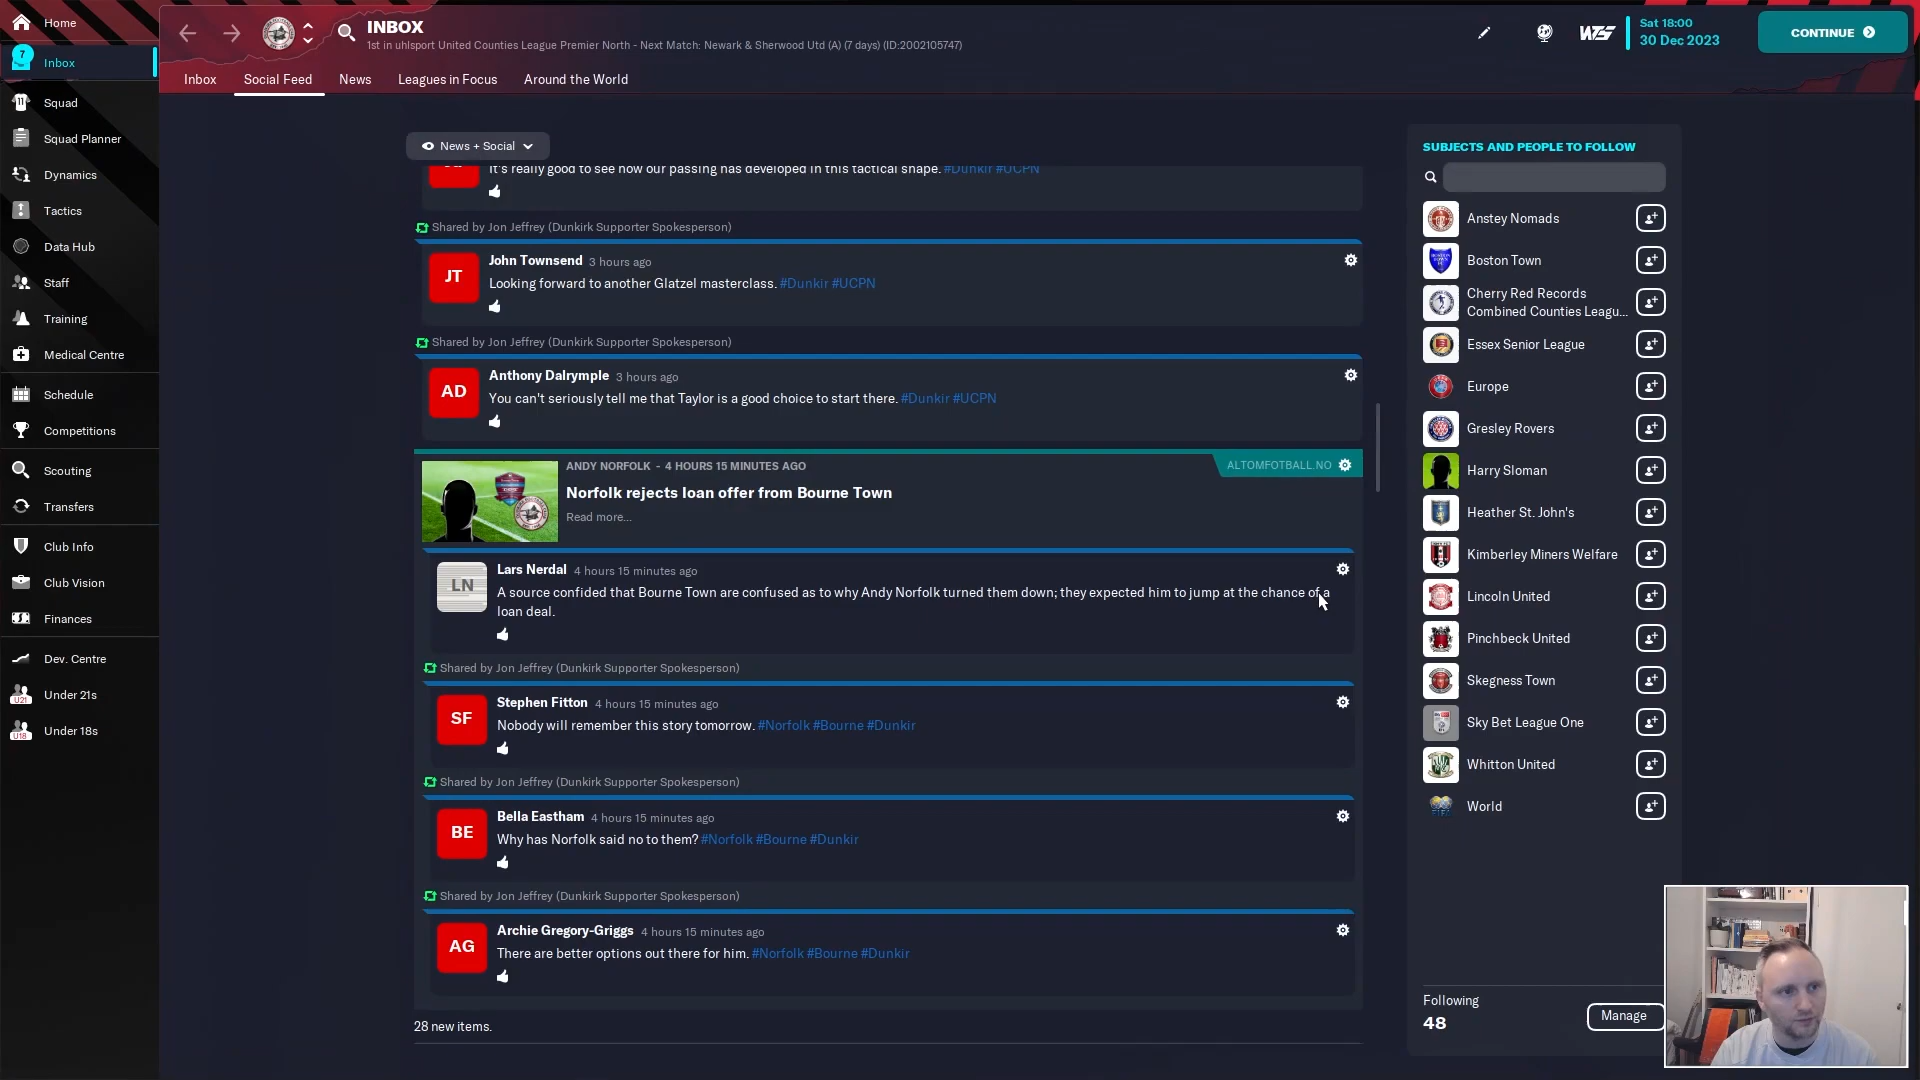 Home
7
Inbox
Squad
Squad Planner
Dynamics
Tactics
Data Hub
Staff
Training
Medical Centre
Schedule
Competitions
Scouting
Transfers
Club Info
Club Vision
Finances
Dev. Centre
U21
Under 21s
U18
Under 18s
INBOX
1st in uhlsport United Counties League Premier North - Next Match: Newark & Sherwood Utd (A) (7 days) (ID:2002105747)
Sat 18:00
30 Dec 2023
CONTINUE
Inbox
Social Feed
News
Leagues in Focus
Around the World
News + Social
It's really good to see how our passing has developed in this tactical shape. #Dunkir #UCPN
Shared by Jon Jeffrey (Dunkirk Supporter Spokesperson)
JT
John Townsend 3 hours ago
Looking forward to another Glatzel masterclass. #Dunkir #UCPN
Shared by Jon Jeffrey (Dunkirk Supporter Spokesperson)
AD
Anthony Dalrymple 3 hours ago
You can't seriously tell me that Taylor is a good choice to start there. #Dunkir #UCPN
ANDY NORFOLK - 4 HOURS 15 MINUTES AGO
ALTOMFOTBALL.NO
Norfolk rejects loan offer from Bourne Town
Read more...
LN
Lars Nerdal 4 hours 15 minutes ago
A source confided that Bourne Town are confused as to why Andy Norfolk turned them down; they expected him to jump at the chance of a
loan deal.
Shared by Jon Jeffrey (Dunkirk Supporter Spokesperson)
SF
Stephen Fitton 4 hours 15 minutes ago
Nobody will remember this story tomorrow. #Norfolk #Bourne #Dunkir
Shared by Jon Jeffrey (Dunkirk Supporter Spokesperson)
BE
Bella Eastham 4 hours 15 minutes ago
Why has Norfolk said no to them? #Norfolk #Bourne #Dunkir
Shared by Jon Jeffrey (Dunkirk Supporter Spokesperson)
AG
Archie Gregory-Griggs 4 hours 15 minutes ago
There are better options out there for him. #Norfolk #Bourne #Dunkir
28 new items.
SUBJECTS AND PEOPLE TO FOLLOW
Anstey Nomads
Boston Town
Cherry Red Records
Combined Counties Leagu...
Essex Senior League
Europe
Gresley Rovers
Harry Sloman
Heather St. John's
Kimberley Miners Welfare
Lincoln United
Pinchbeck United
Skegness Town
Sky Bet League One
Whitton United
World
Following
48
Manage